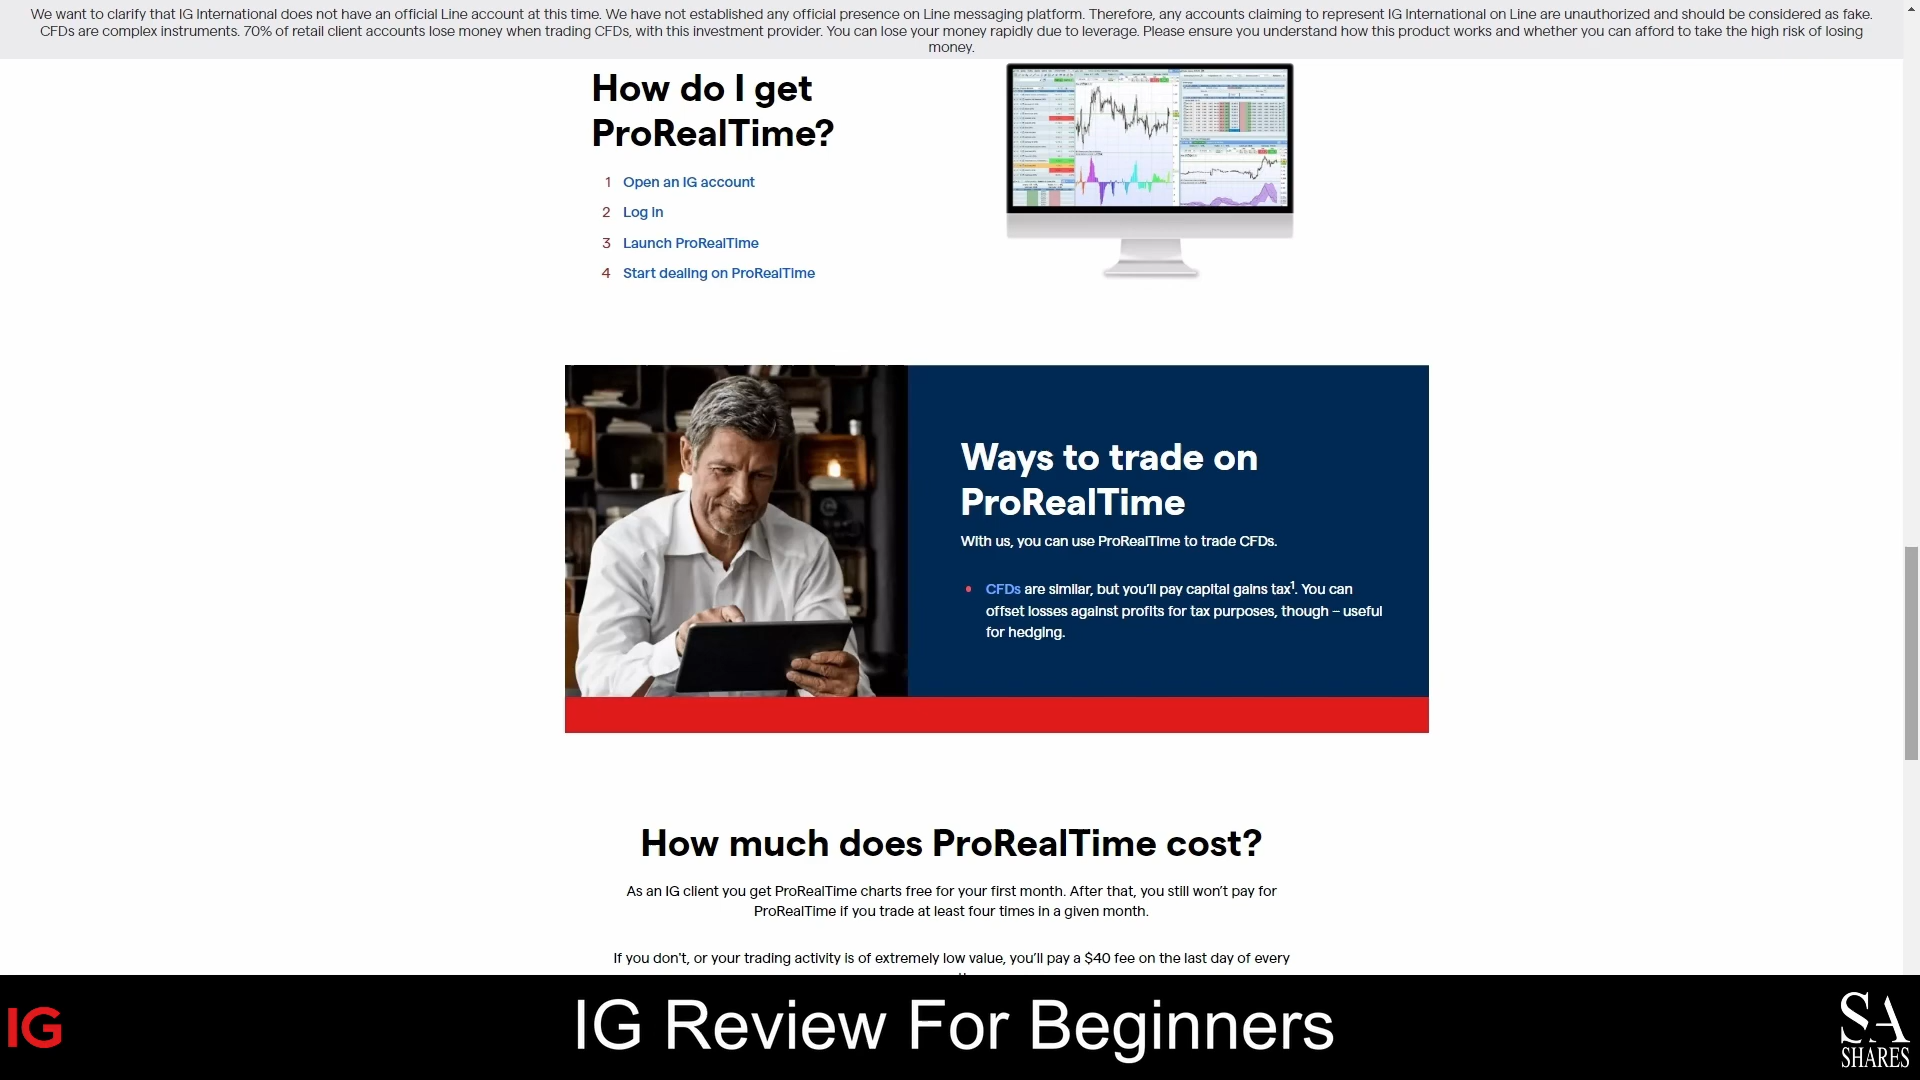 We want to clarify that IG International does not have an official Line account at this time. We have not established any official presence on Line messaging platform. Therefore, any accounts claiming to represent IG International on Line are unauthorized and should be considered as fake.
CFDs are complex instruments. 70% of retail client accounts lose money when trading CFDs, with this investment provider. You can lose your money rapidly due to leverage. Please ensure you understand how this product works and whether you can afford to take the high risk of losing
money.
How do I get
ProRealTime?
1 Open an IG account
2 Log in
3 Launch ProRealTime
4 Start dealing on ProRealTime
Ways to trade on
ProRealTime
With us, you can use ProRealTime to trade CFDs.
• CFDs are similar, but you'll pay capital gains tax¹. You can
offset losses against profits for tax purposes, though – useful
for hedging.
How much does ProRealTime cost?
As an IG client you get ProRealTime charts free for your first month. After that, you still won't pay for
ProRealTime if you trade at least four times in a given month.
If you don't, or your trading activity is of extremely low value, you'll pay a $40 fee on the last day of every
IG
IG Review For Beginners
SA
SHARES